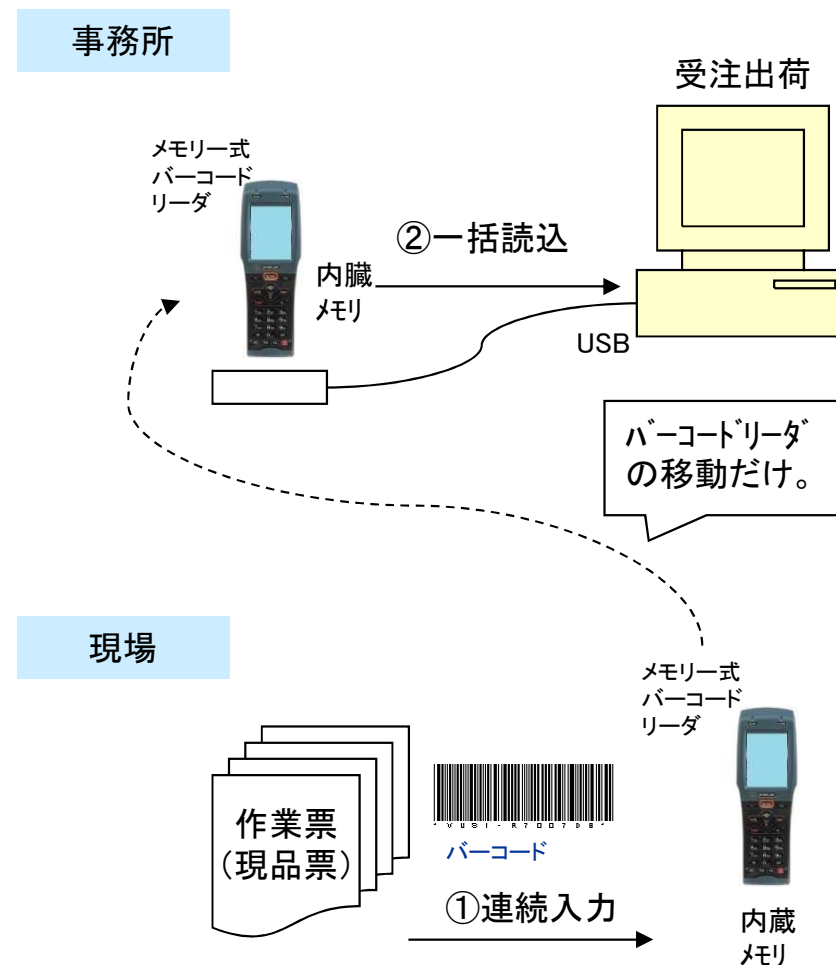 事務所
受注出荷
メモリー式
バーコード
リーダ
②一括読込
内臓
ﾒﾓﾘ
USB
ﾊﾞｰｺｰﾄﾞﾘｰﾀﾞ
の移動だけ。
現場
メモリー式
バーコード
リーダ
作業票
(現品票)
バーコード
①連続入力
内蔵
ﾒﾓﾘ